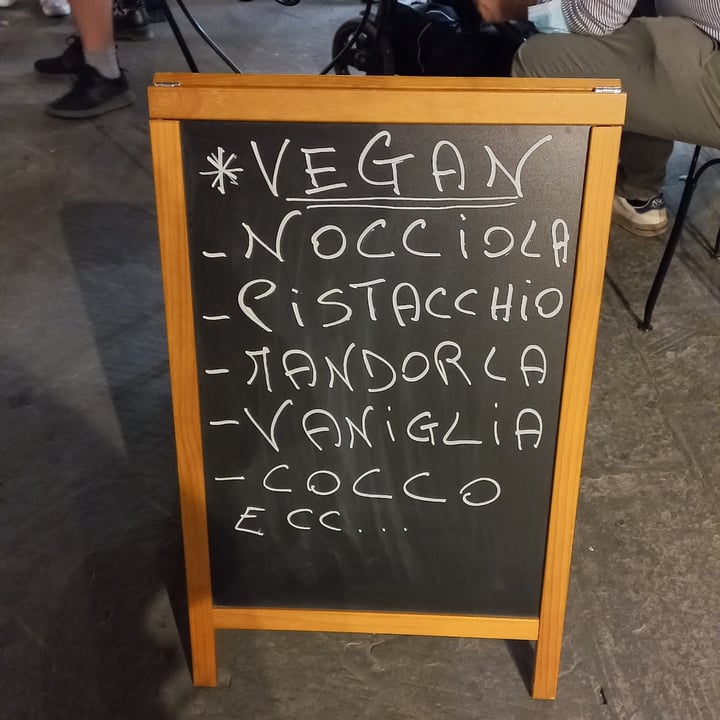 *VEGAN
- NOCCIOLA
- PISTACCHIO
- MANDORLA
- VANIGLIA
- COCCO
ECC...